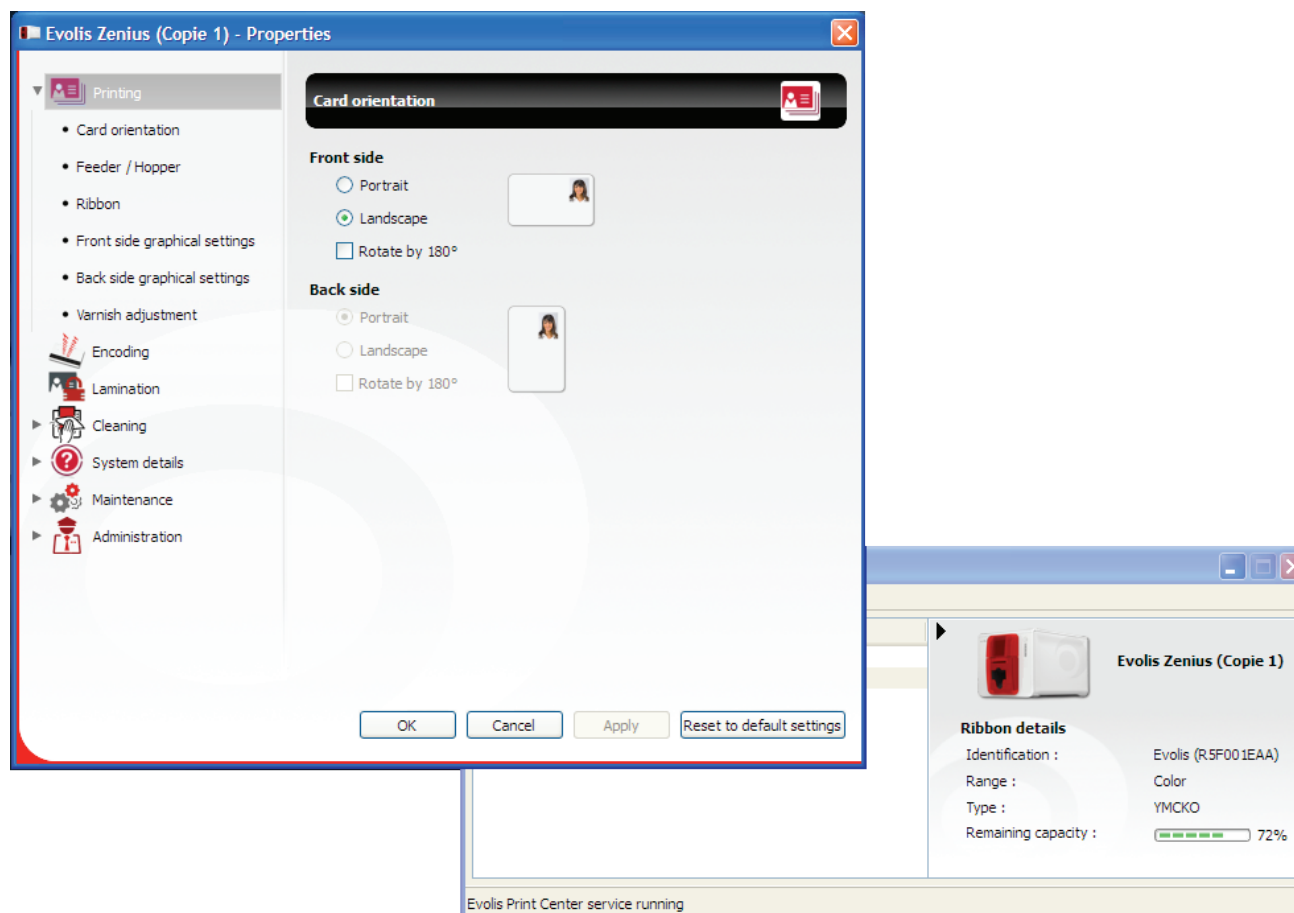 Evolis Zenius (Copie 1) - Properties
Printing
Card orientation
Feeder / Hopper
Ribbon
Front side graphical settings
Back side graphical settings
Varnish adjustment
Encoding
Lamination
Cleaning
System details
Maintenance
Administration
Card orientation
Front side
Portrait
Landscape
Rotate by 180°
Back side
Portrait
Landscape
Rotate by 180°
OK Cancel Apply Reset to default settings
Evolis Zenius (Copie 1)
Ribbon details
Identification : Evolis (R5F001EAA)
Range : Color
Type : YMCKO
Remaining capacity : 72%
Evolis Print Center service running